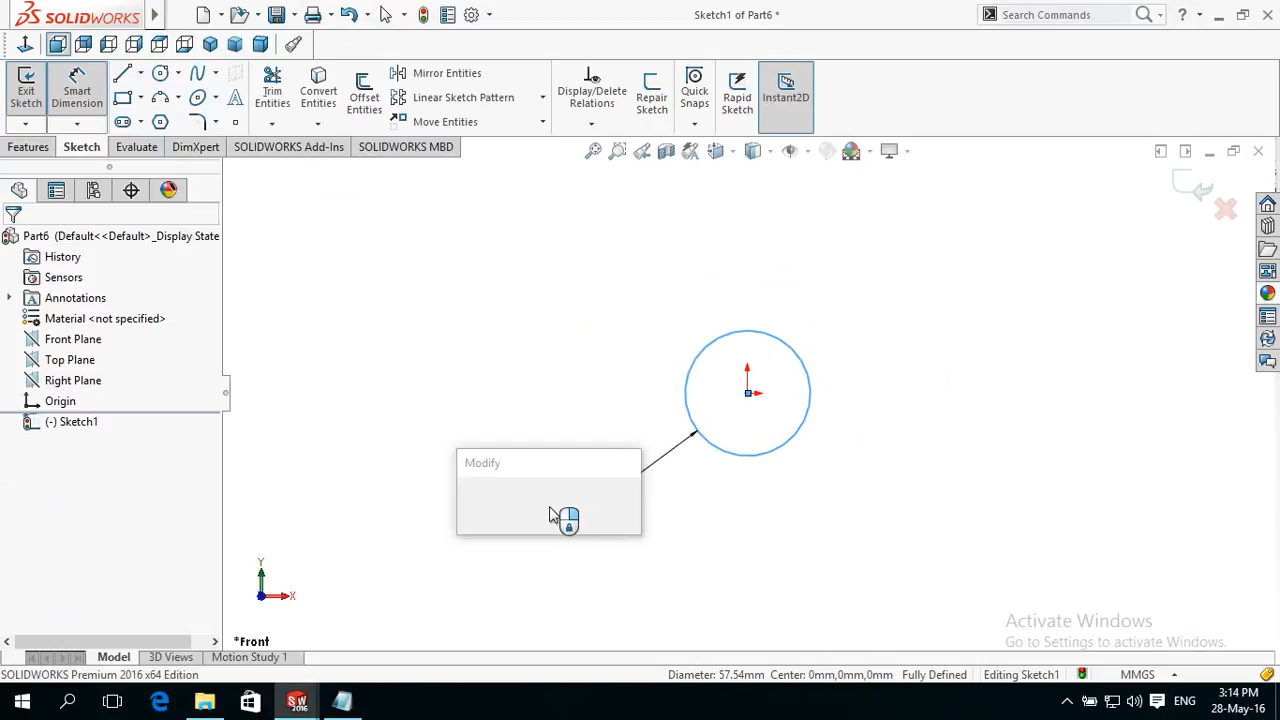 SOLIDWORKS
Sketch1 of Part6 *
Search Commands
Exit Sketch
Smart Dimension
Trim Entities
Convert Entities
Offset Entities
Mirror Entities
Linear Sketch Pattern
Move Entities
Display/Delete Relations
Repair Sketch
Quick Snaps
Rapid Sketch
Instant2D
Features
Sketch
Evaluate
DimXpert
SOLIDWORKS Add-Ins
SOLIDWORKS MBD
Part6 (Default<<Default>_Display State
History
Sensors
Annotations
Material <not specified>
Front Plane
Top Plane
Right Plane
Origin
(-) Sketch1
Modify
Y
X
*Front
Activate Windows
Go to Settings to activate Windows.
Model
3D Views
Motion Study 1
SOLIDWORKS Premium 2016 x64 Edition
Diameter: 57.54mm Center: 0mm,0mm,0mm
Fully Defined
Editing Sketch1
MMGS
SW
2016
ENG
3:14 PM
28-May-16